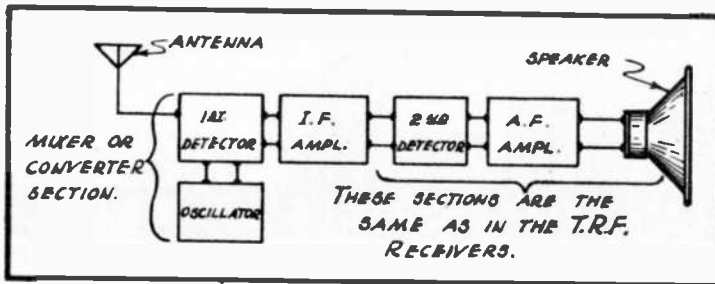 ANTENNA
SPEAKER
MIXER OR
CONVERTER
SECTION.
1ST.
DETECTOR
I.F.
AMPL.
2ND
DETECTOR
A.F.
AMPL.
OSCILLATOR
THESE SECTIONS ARE THE
SAME AS IN THE T.R.F.
RECEIVERS.